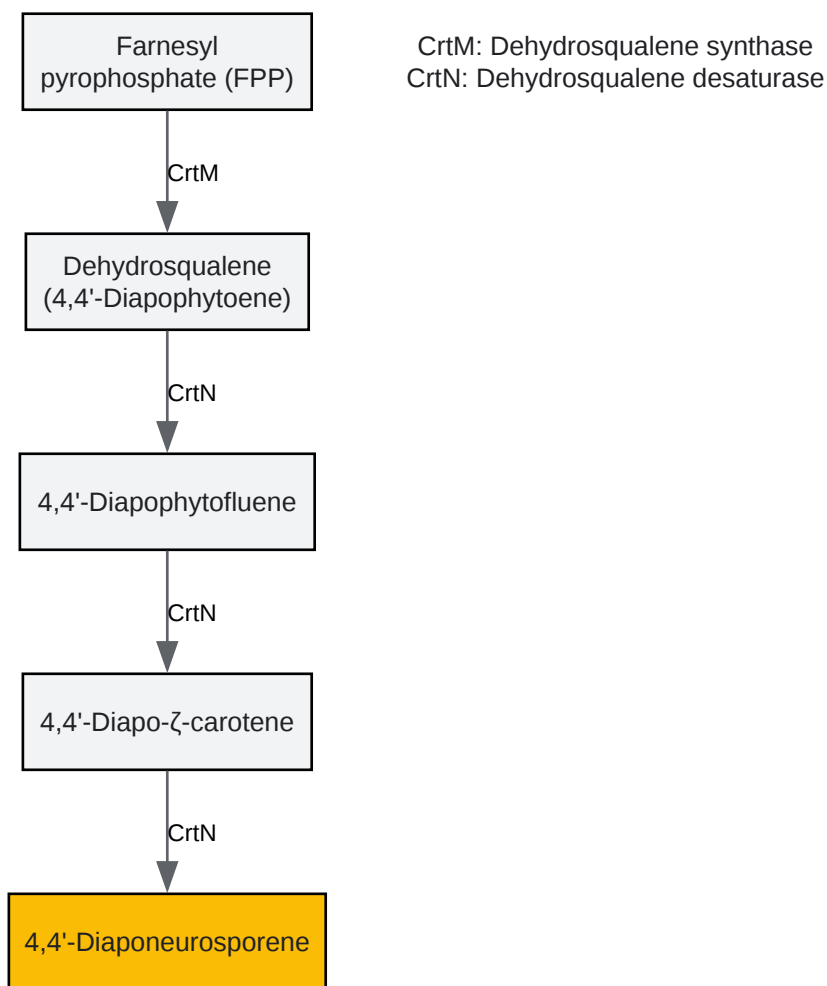 Farnesyl
pyrophosphate (FPP)
CrtM: Dehydrosqualene synthase
CrtN: Dehydrosqualene desaturase
CrtM
Dehydrosqualene
(4,4'-Diapophytoene)
CrtN
4,4'-Diapophytofluene
CrtN
4,4'-Diapo-ζ-carotene
CrtN
4,4'-Diaponeurosporene